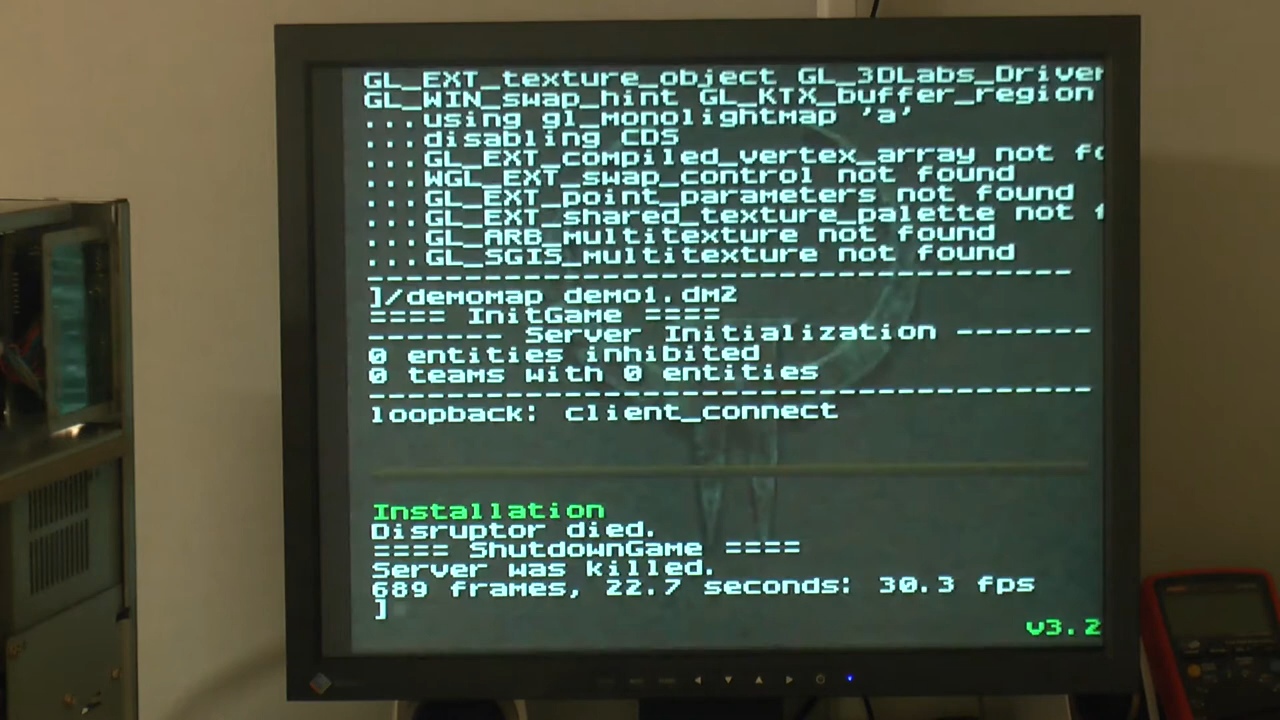 GL_EXT_texture_object GL_3DLabs_Driver
GL_WIN_swap_hint GL_KTX_buffer_region
...using gl_monolightmap 'a'
...disabling CDS
...GL_EXT_compiled_vertex_array not fo
...WGL_EXT_swap_control not found
...GL_EXT_point_parameters not found
...GL_EXT_shared_texture_palette not f
...GL_ARB_multitexture not found
...GL_SGIS_multitexture not found
------------------------------------
]/demomap demo1.dm2
==== InitGame ====
------- Server Initialization -------
0 entities inhibited
0 teams with 0 entities
-------------------------------------
loopback: client_connect
Installation
Disruptor died.
==== ShutdownGame ====
Server was killed.
689 frames, 22.7 seconds: 30.3 fps
]
v3.2